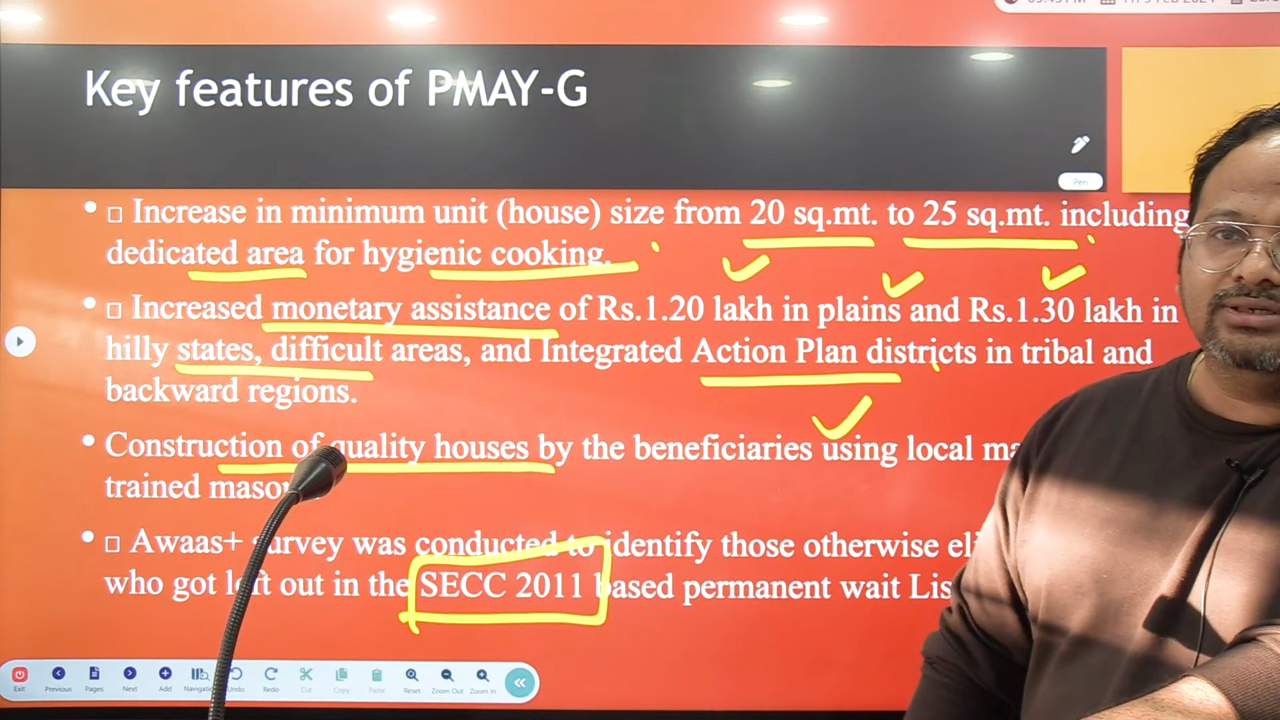 Key features of PMAY-G
Pen
• □ Increase in minimum unit (house) size from 20 sq.mt. to 25 sq.mt. including
dedicated area for hygienic cooking.
• □ Increased monetary assistance of Rs.1.20 lakh in plains and Rs.1.30 lakh in
hilly states, difficult areas, and Integrated Action Plan districts in tribal and
backward regions.
• Construction of quality houses by the beneficiaries using local
trained
• □ Awaas+ survey was conducted to identify those otherwise
who got left out in the SECC 2011 based permanent wait
Exit Previous Pages Next Add Undo Redo Cut Copy Paste Reset Zoom Out Zoom In